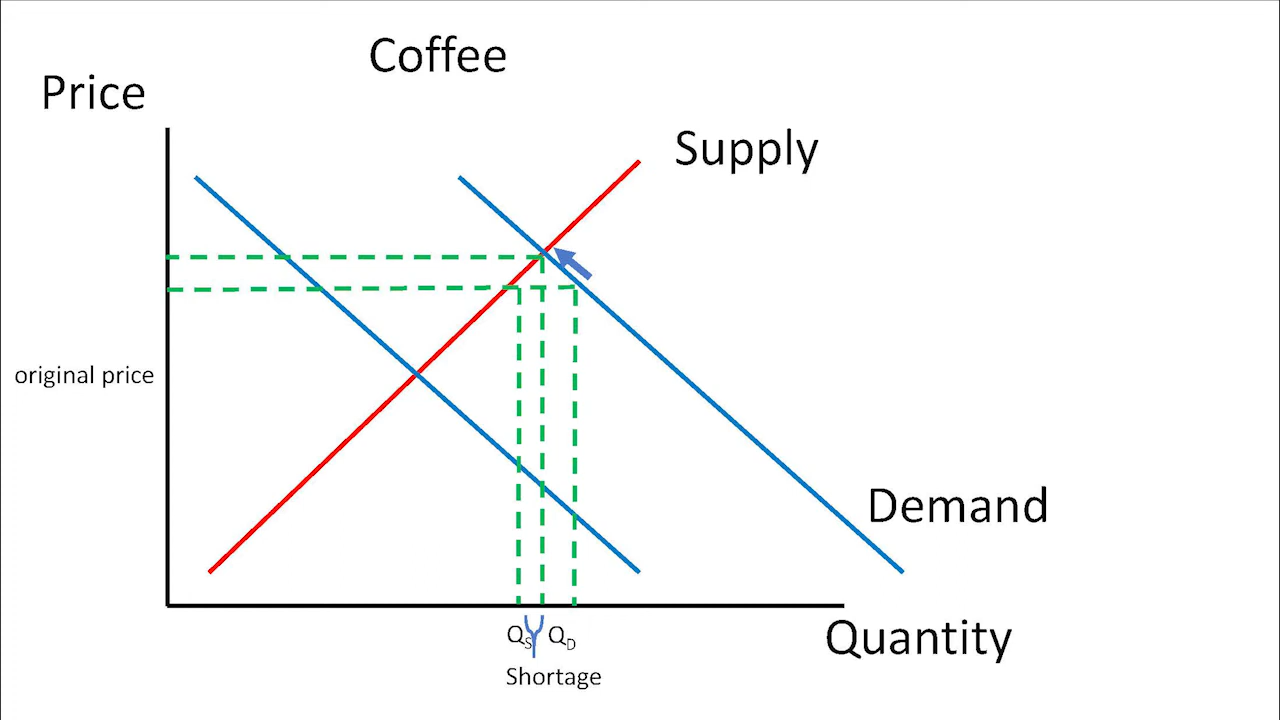 Coffee
Price
Supply
original price
Demand
Quantity
QS QD
Shortage